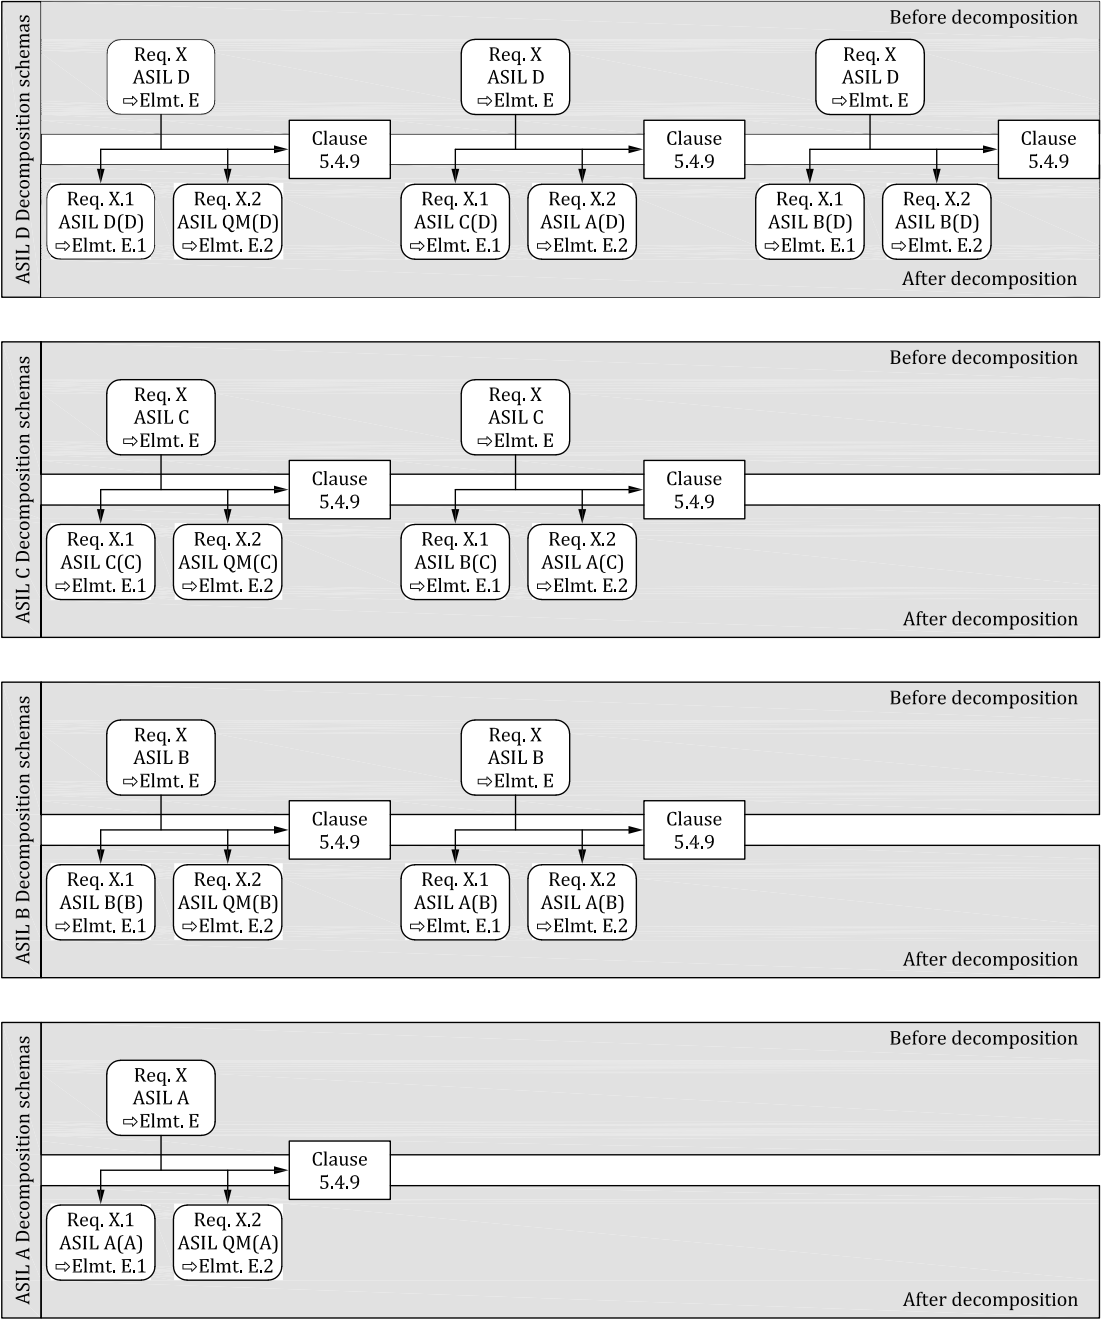 ASIL D Decomposition schemas
Before decomposition
Req. X
ASIL D
⇨Elmt. E
Clause
5.4.9
Req. X.1
ASIL D(D)
⇨Elmt. E.1
Req. X.2
ASIL QM(D)
⇨Elmt. E.2
Req. X
ASIL D
⇨Elmt. E
Clause
5.4.9
Req. X.1
ASIL C(D)
⇨Elmt. E.1
Req. X.2
ASIL A(D)
⇨Elmt. E.2
Req. X
ASIL D
⇨Elmt. E
Clause
5.4.9
Req. X.1
ASIL B(D)
⇨Elmt. E.1
Req. X.2
ASIL B(D)
⇨Elmt. E.2
After decomposition
ASIL C Decomposition schemas
Before decomposition
Req. X
ASIL C
⇨Elmt. E
Clause
5.4.9
Req. X.1
ASIL C(C)
⇨Elmt. E.1
Req. X.2
ASIL QM(C)
⇨Elmt. E.2
Req. X
ASIL C
⇨Elmt. E
Clause
5.4.9
Req. X.1
ASIL B(C)
⇨Elmt. E.1
Req. X.2
ASIL A(C)
⇨Elmt. E.2
After decomposition
ASIL B Decomposition schemas
Before decomposition
Req. X
ASIL B
⇨Elmt. E
Clause
5.4.9
Req. X.1
ASIL B(B)
⇨Elmt. E.1
Req. X.2
ASIL QM(B)
⇨Elmt. E.2
Req. X
ASIL B
⇨Elmt. E
Clause
5.4.9
Req. X.1
ASIL A(B)
⇨Elmt. E.1
Req. X.2
ASIL A(B)
⇨Elmt. E.2
After decomposition
ASIL A Decomposition schemas
Before decomposition
Req. X
ASIL A
⇨Elmt. E
Clause
5.4.9
Req. X.1
ASIL A(A)
⇨Elmt. E.1
Req. X.2
ASIL QM(A)
⇨Elmt. E.2
After decomposition